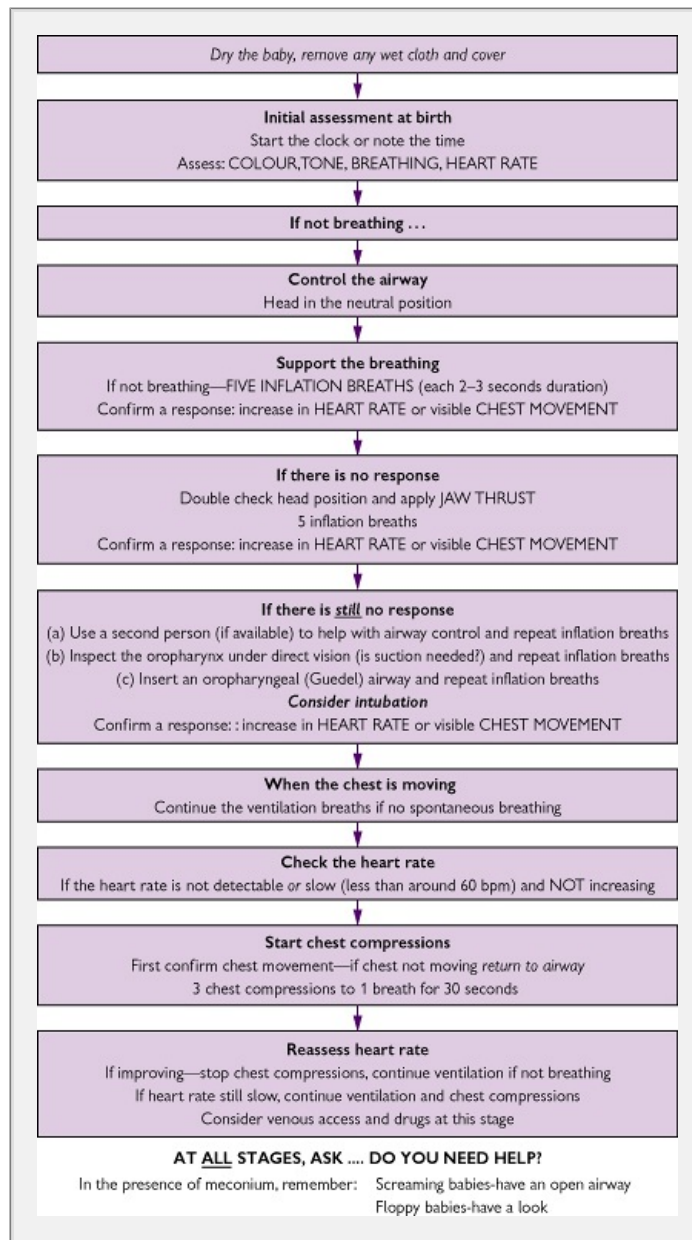 Dry the baby, remove any wet cloth and cover
Initial assessment at birth
Start the clock or note the time
Assess: COLOUR,TONE, BREATHING, HEART RATE
If not breathing ...
Control the airway
Head in the neutral position
Support the breathing
If not breathing—FIVE INFLATION BREATHS (each 2–3 seconds duration)
Confirm a response: increase in HEART RATE or visible CHEST MOVEMENT
If there is no response
Double check head position and apply JAW THRUST
5 inflation breaths
Confirm a response: increase in HEART RATE or visible CHEST MOVEMENT
If there is still no response
(a) Use a second person (if available) to help with airway control and repeat inflation breaths
(b) Inspect the oropharynx under direct vision (is suction needed?) and repeat inflation breaths
(c) Insert an oropharyngeal (Guedel) airway and repeat inflation breaths
Consider intubation
Confirm a response: : increase in HEART RATE or visible CHEST MOVEMENT
When the chest is moving
Continue the ventilation breaths if no spontaneous breathing
Check the heart rate
If the heart rate is not detectable or slow (less than around 60 bpm) and NOT increasing
Start chest compressions
First confirm chest movement—if chest not moving return to airway
3 chest compressions to 1 breath for 30 seconds
Reassess heart rate
If improving—stop chest compressions, continue ventilation if not breathing
If heart rate still slow, continue ventilation and chest compressions
Consider venous access and drugs at this stage
AT ALL STAGES, ASK .... DO YOU NEED HELP?
In the presence of meconium, remember: Screaming babies-have an open airway
Floppy babies-have a look